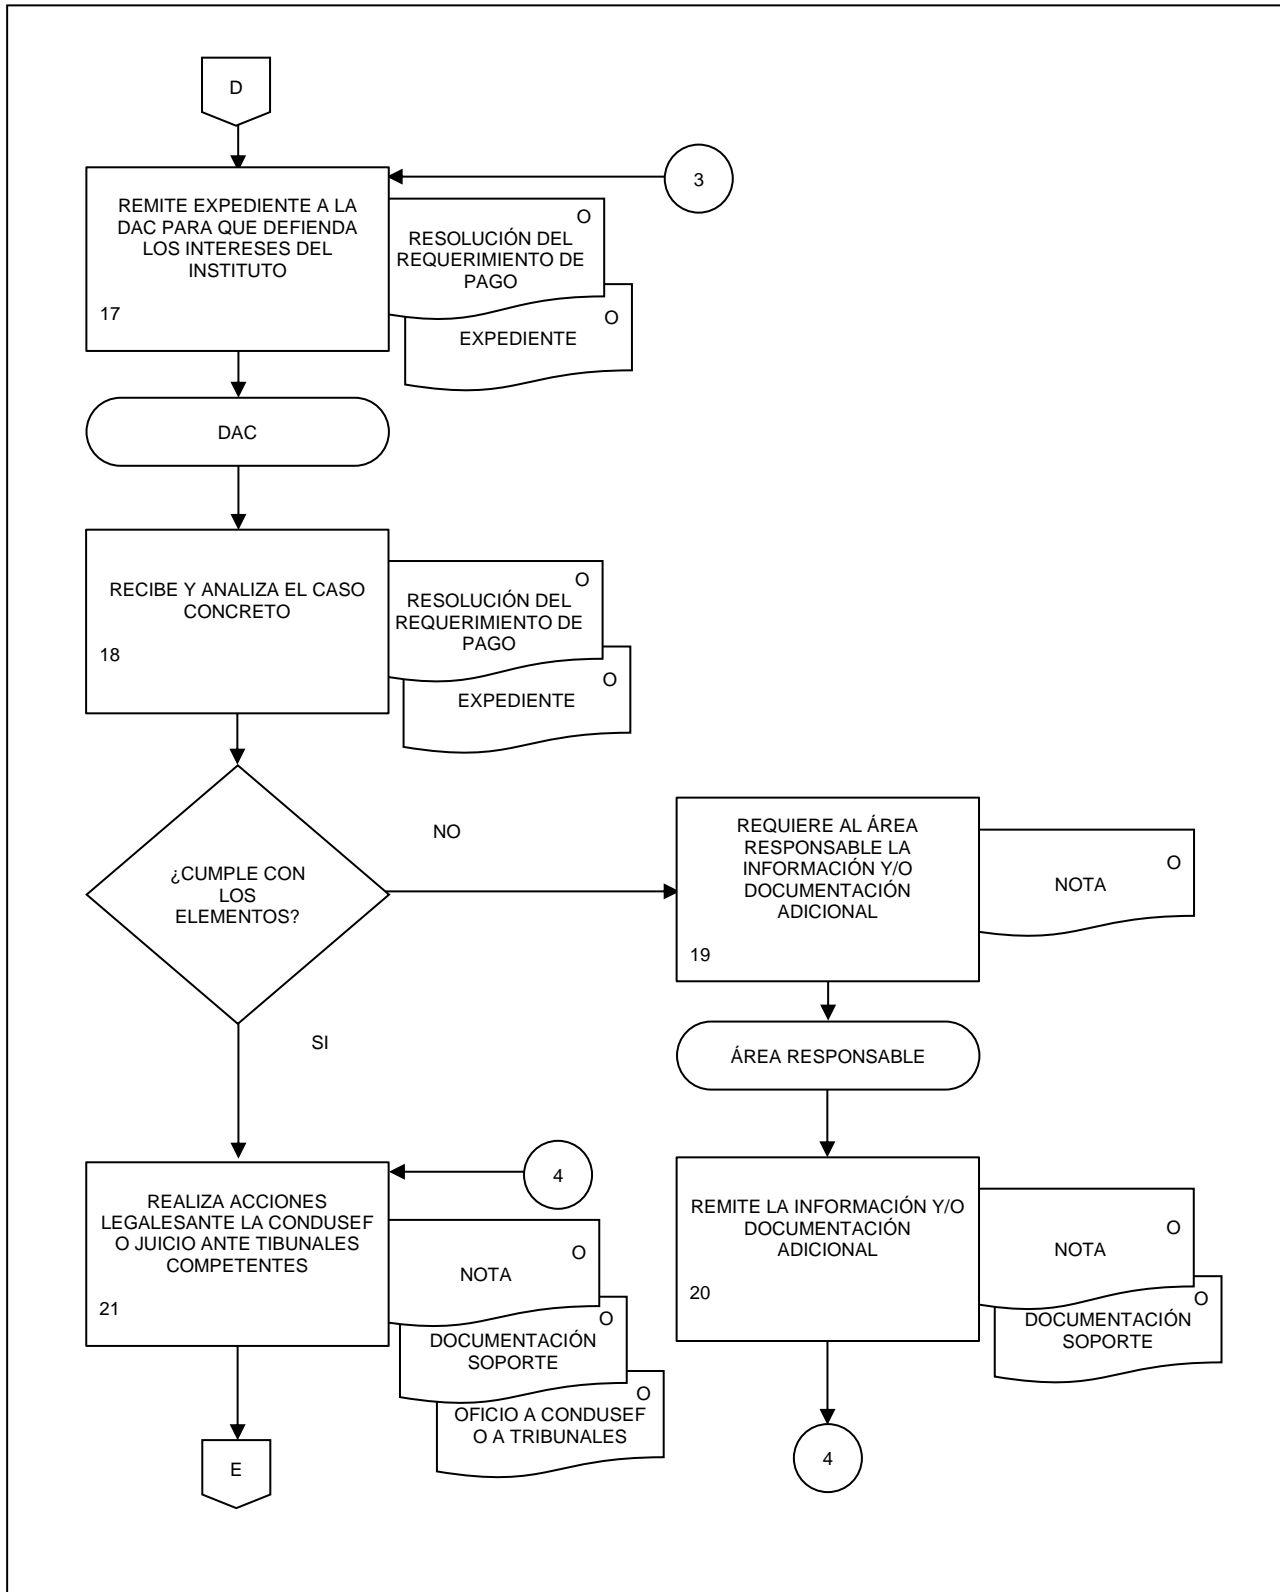 D
3
REMITE EXPEDIENTE A LA
DAC PARA QUE DEFIENDA
LOS INTERESES DEL
INSTITUTO
17
O
RESOLUCIÓN DEL
REQUERIMIENTO DE
PAGO
O
EXPEDIENTE
DAC
RECIBE Y ANALIZA EL CASO
CONCRETO
18
O
RESOLUCIÓN DEL
REQUERIMIENTO DE
PAGO
O
EXPEDIENTE
¿CUMPLE CON
LOS
ELEMENTOS?
NO
SI
REQUIERE AL ÁREA
RESPONSABLE LA
INFORMACIÓN Y/O
DOCUMENTACIÓN
ADICIONAL
19
O
NOTA
ÁREA RESPONSABLE
REMITE LA INFORMACIÓN Y/O
DOCUMENTACIÓN
ADICIONAL
20
O
NOTA
O
DOCUMENTACIÓN
SOPORTE
4
4
REALIZA ACCIONES
LEGALESANTE LA CONDUSEF
O JUICIO ANTE TIBUNALES
COMPETENTES
21
O
NOTA
O
DOCUMENTACIÓN
SOPORTE
O
OFICIO A CONDUSEF
O A TRIBUNALES
E